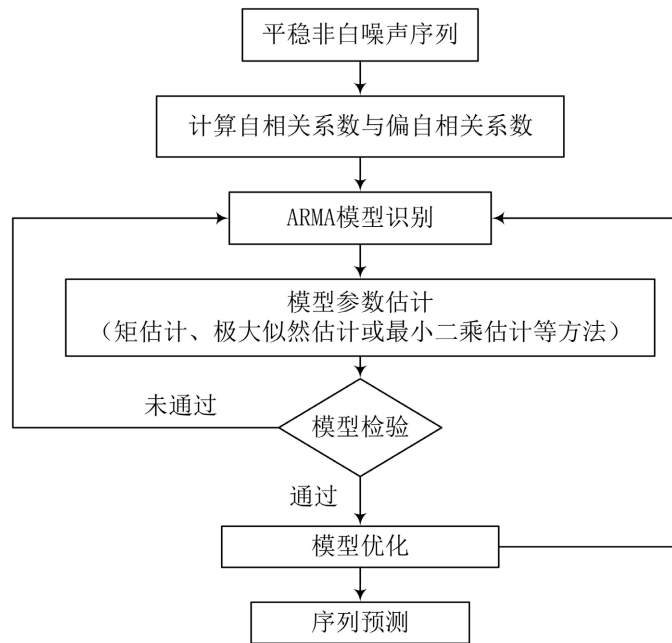 平稳非白噪声序列
计算自相关系数与偏自相关系数
ARMA模型识别
模型参数估计
（矩估计、极大似然估计或最小二乘估计等方法）
未通过
模型检验
通过
模型优化
序列预测